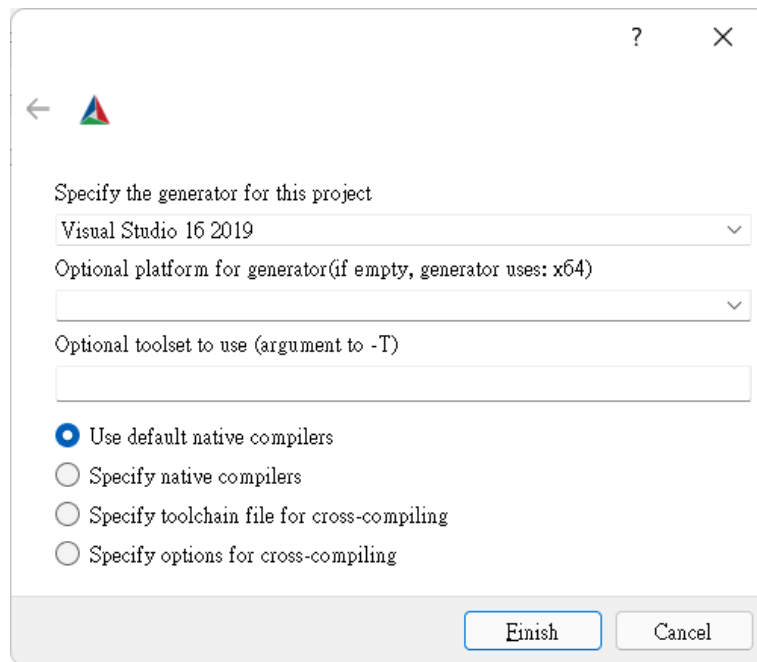 ?
Specify the generator for this project
Visual Studio 16 2019
Optional platform for generator(if empty, generator uses: x64)
Optional toolset to use (argument to -T)
Use default native compilers
Specify native compilers
Specify toolchain file for cross-compiling
Specify options for cross-compiling
Finish Cancel